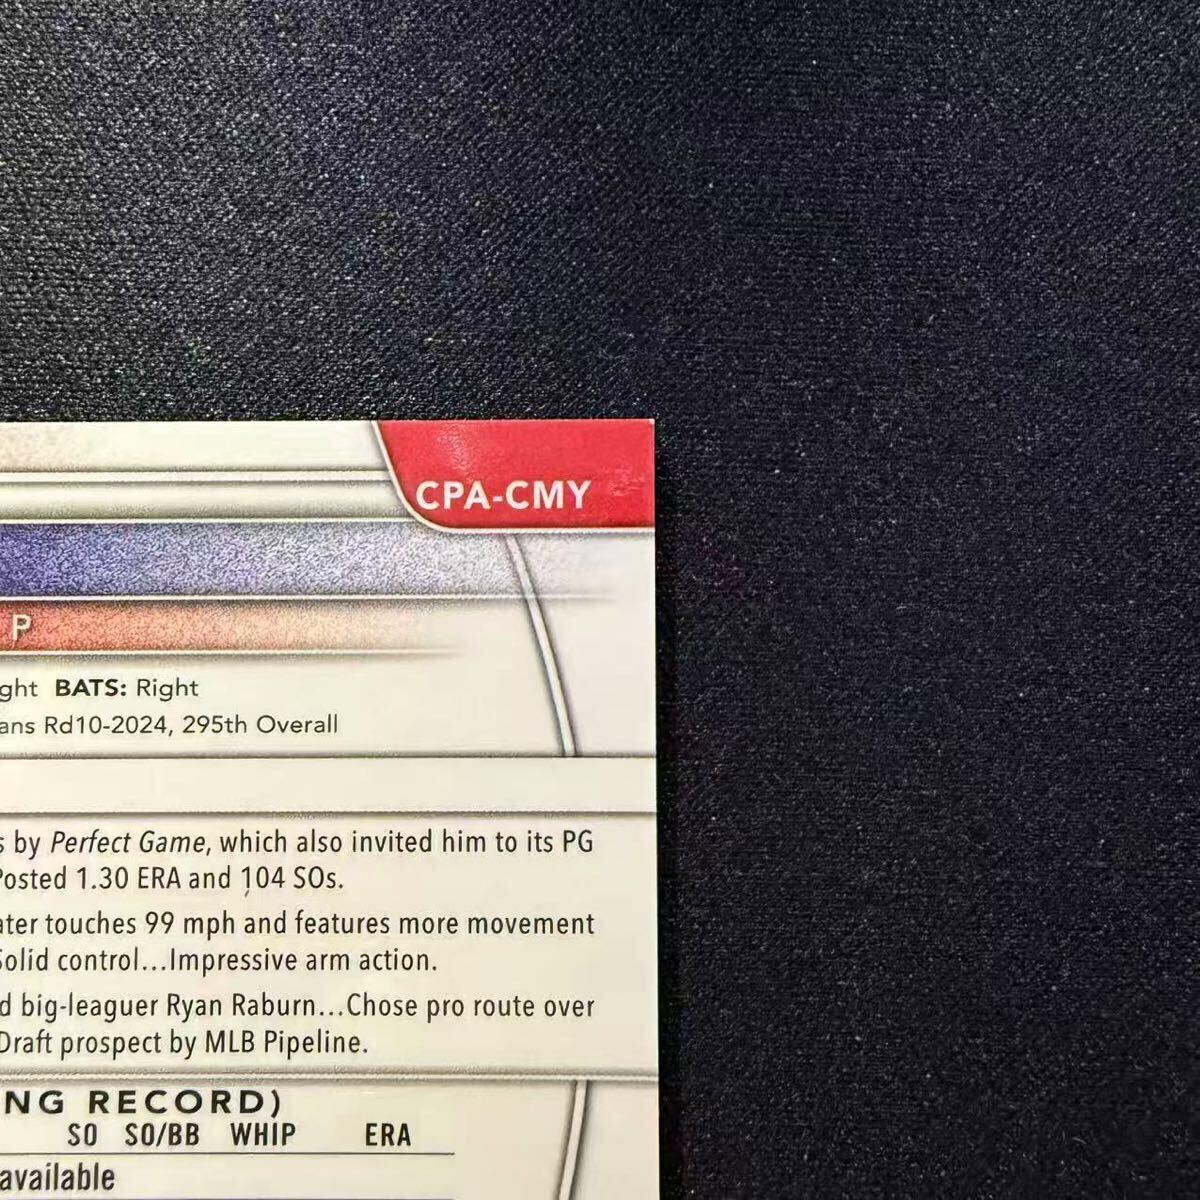 CPA-CMY
P
ght BATS: Right
ans Rd10-2024, 295th Overall
s by Perfect Game, which also invited him to its PG
Posted 1.30 ERA and 104 SOs.
ater touches 99 mph and features more movement
Solid control...Impressive arm action.
d big-leaguer Ryan Raburn...Chose pro route over
Draft prospect by MLB Pipeline.
NG RECORD)
SO SO/BB WHIP ERA
available